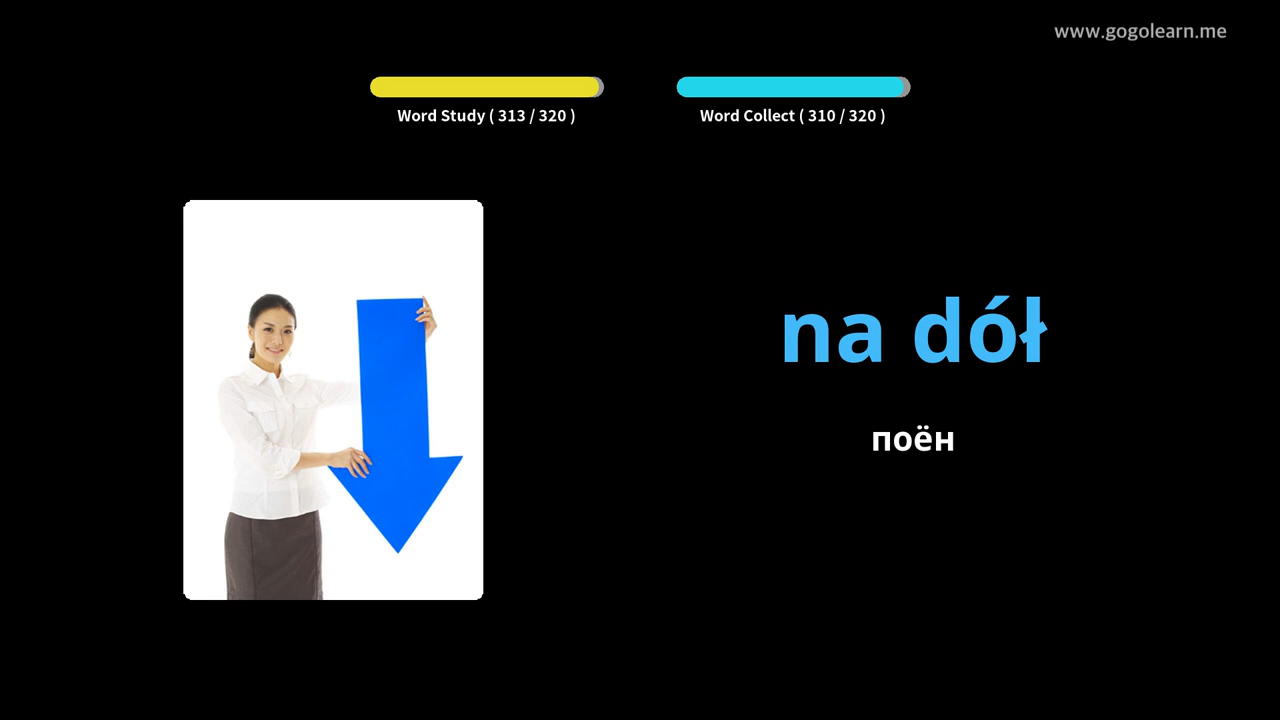 www.gogolearn.me
Word Study ( 313 / 320 )
Word Collect ( 310 / 320 )
na dół
поён